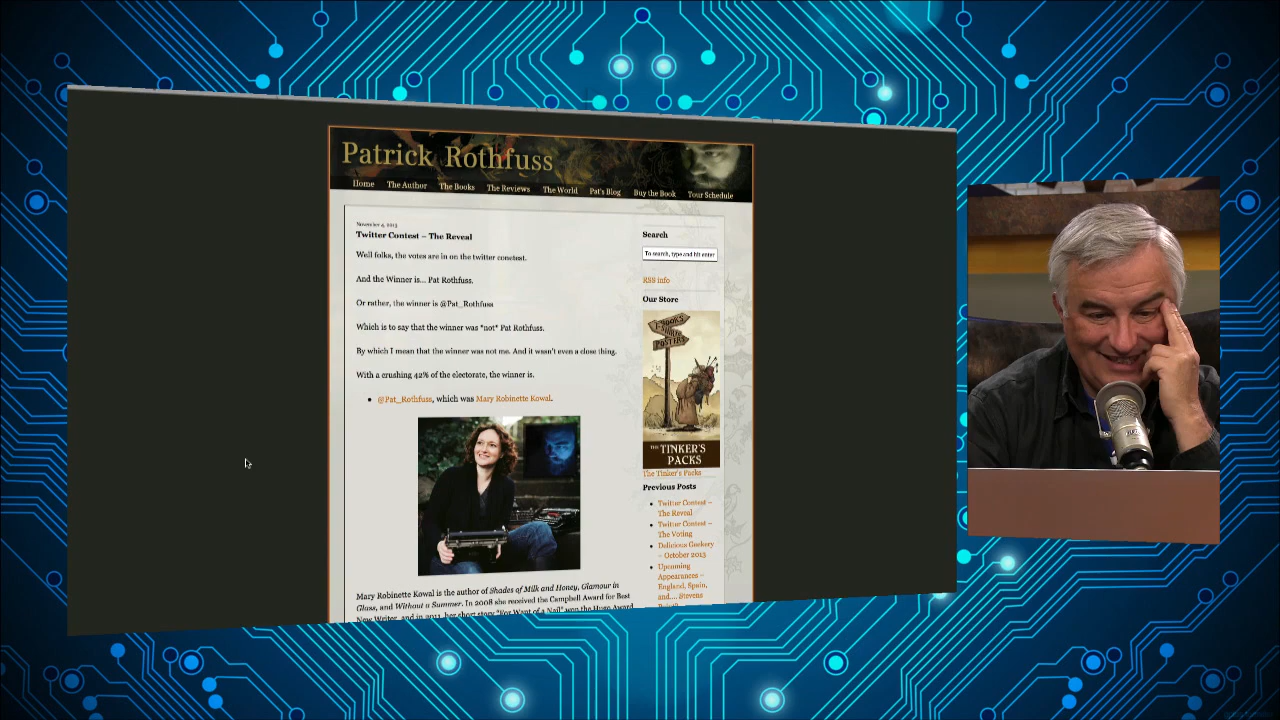 Patrick Rothfuss
Home The Author The Books The Reviews The World Pat's Blog Buy the Book Tour Schedule
November 4, 2013
Twitter Contest – The Reveal
Well folks, the votes are in on the twitter conetest.
And the Winner is... Pat Rothfuss.
Or rather, the winner is @Pat_Rothfuss
Which is to say that the winner was *not* Pat Rothfuss.
By which I mean that the winner was not me. And it wasn't even a close thing.
With a crushing 42% of the electorate, the winner is.
@Pat_Rothfuss, which was Mary Robinette Kowal.
Mary Robinette Kowal is the author of Shades of Milk and Honey, Glamour in
Glass, and Without a Summer. In 2008 she received the Campbell Award for Best
New Writer, and in 2011, her short story "For Want of a Nail" won the Hugo Award
Search
To search, type and hit enter
RSS info
Our Store
BOOKS
POSTERS
THE TINKER'S
PACKS
The Tinker's Packs
Previous Posts
Twitter Contest –
The Reveal
Twitter Contest –
The Voting
Delicious Geekery
– October 2013
Upcoming
Appearances –
England, Spain,
and.... Stevens